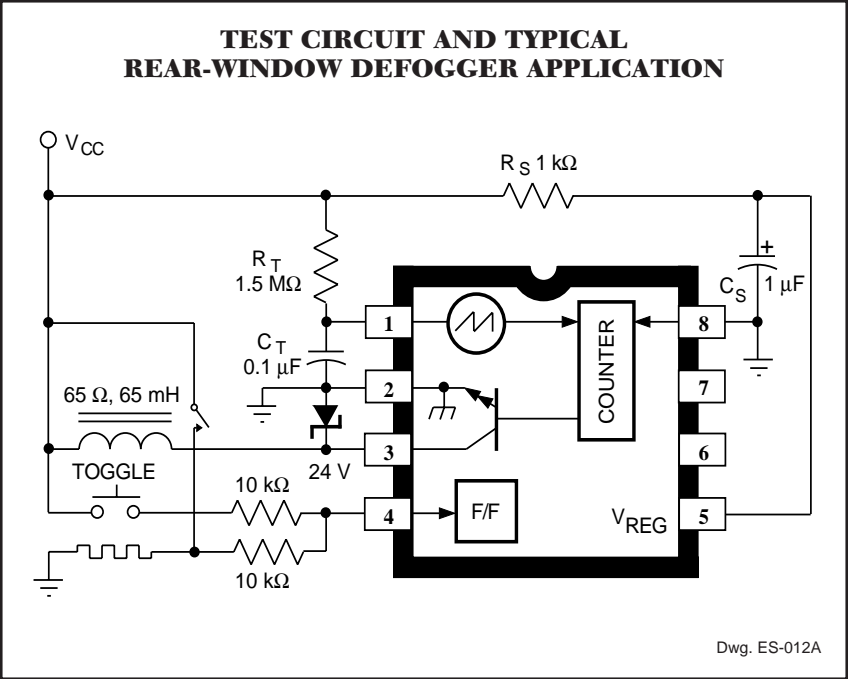 TEST CIRCUIT AND TYPICAL
REAR-WINDOW DEFOGGER APPLICATION
VCC
RS 1 kΩ
RT
1.5 MΩ
CS
1 µF
+
1
8
CT
0.1 µF
COUNTER
2
7
65 Ω, 65 mH
3
6
TOGGLE
24 V
10 kΩ
4
F/F
VREG
5
10 kΩ
Dwg. ES-012A